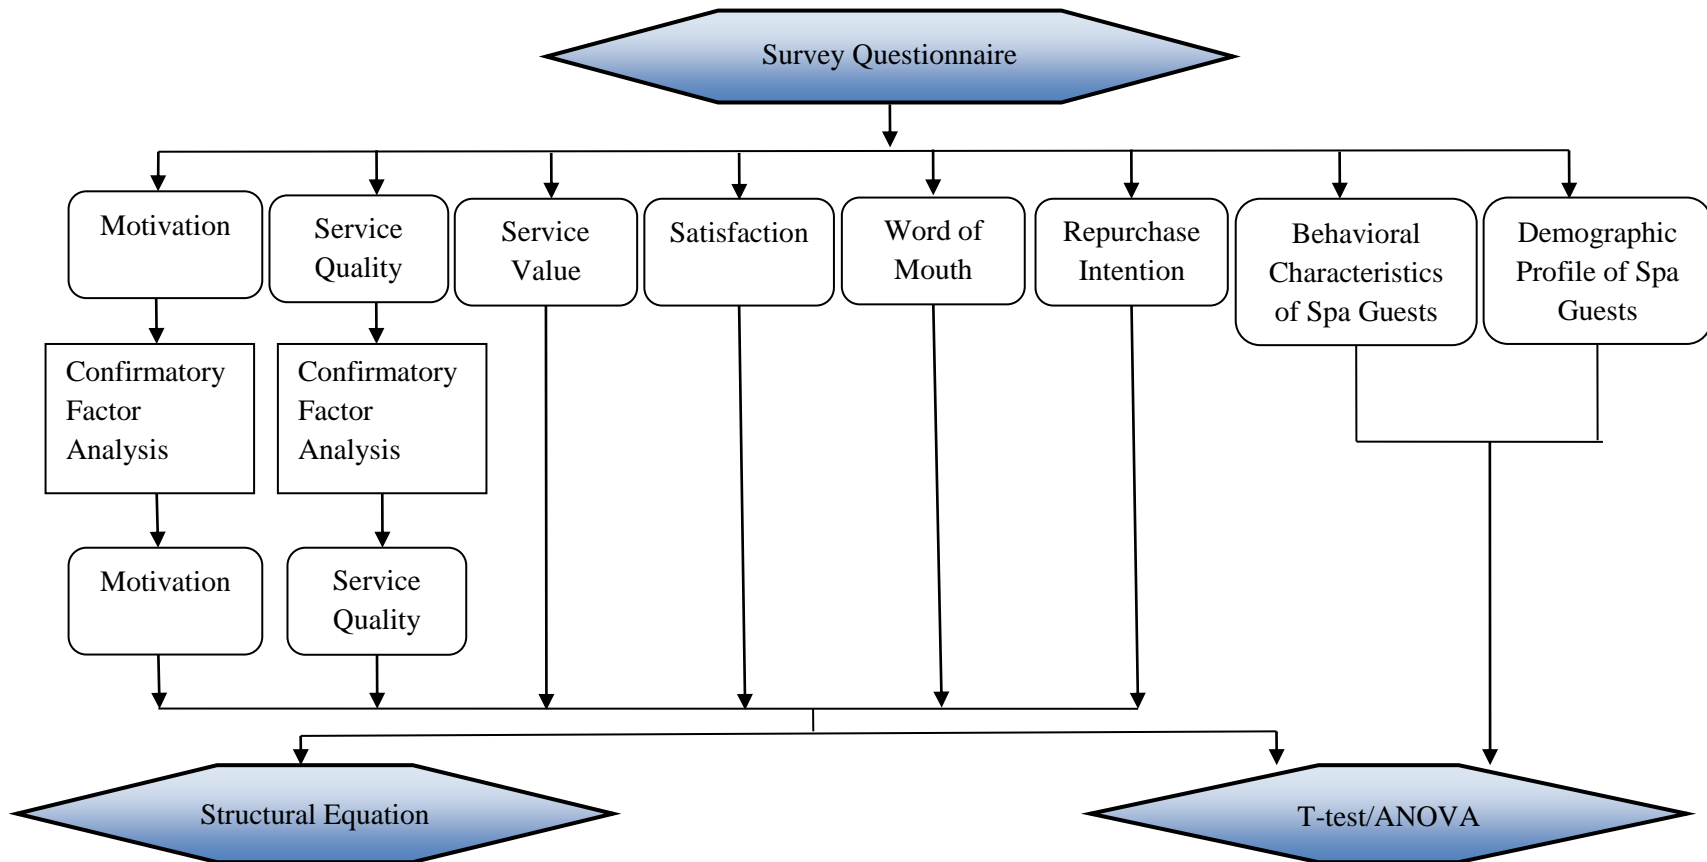 Survey Questionnaire
Motivation
Service
Quality
Service
Value
Satisfaction
Word of
Mouth
Repurchase
Intention
Behavioral
Characteristics
of Spa Guests
Demographic
Profile of Spa
Guests
Confirmatory
Factor
Analysis
Confirmatory
Factor
Analysis
Motivation
Service
Quality
Structural Equation
T-test/ANOVA